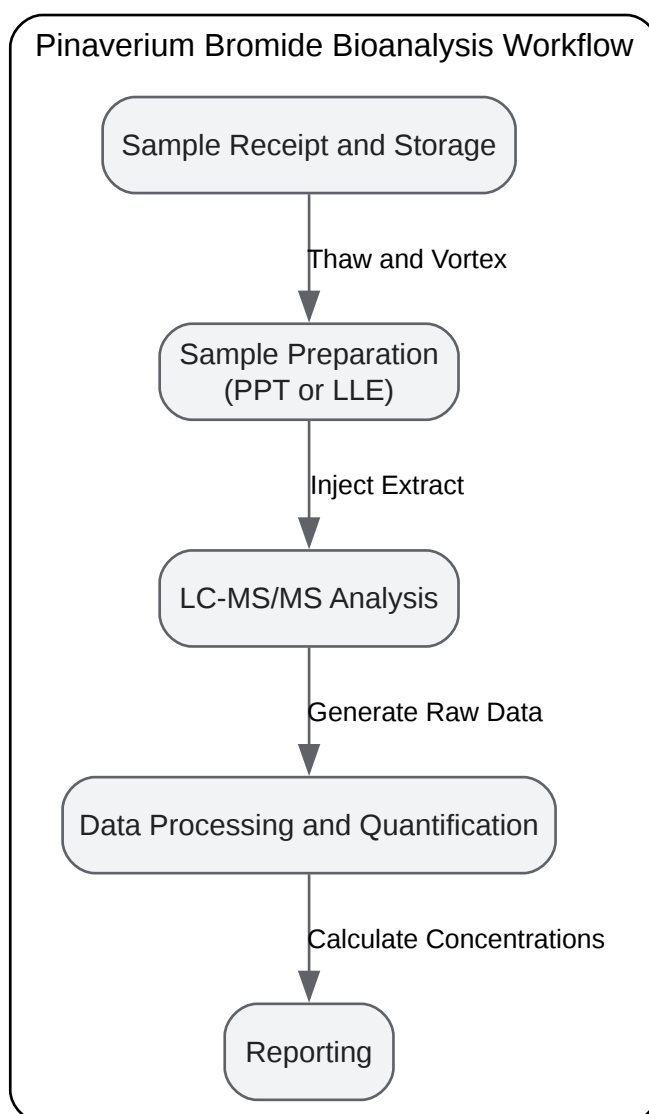 Pinaverium Bromide Bioanalysis Workflow
Sample Receipt and Storage
Thaw and Vortex
Sample Preparation
(PPT or LLE)
Inject Extract
LC-MS/MS Analysis
Generate Raw Data
Data Processing and Quantification
Calculate Concentrations
Reporting